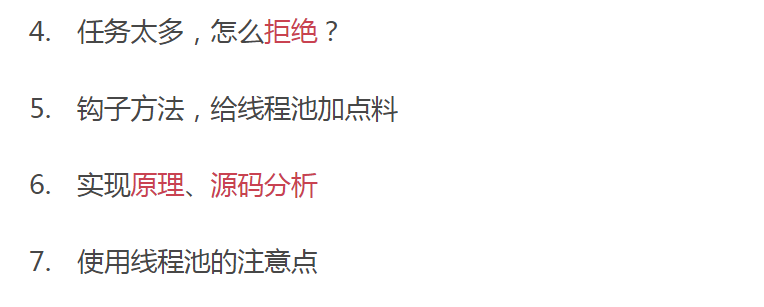 4. 任务太多，怎么拒绝？
5. 钩子方法，给线程池加点料
6. 实现原理、源码分析
7. 使用线程池的注意点